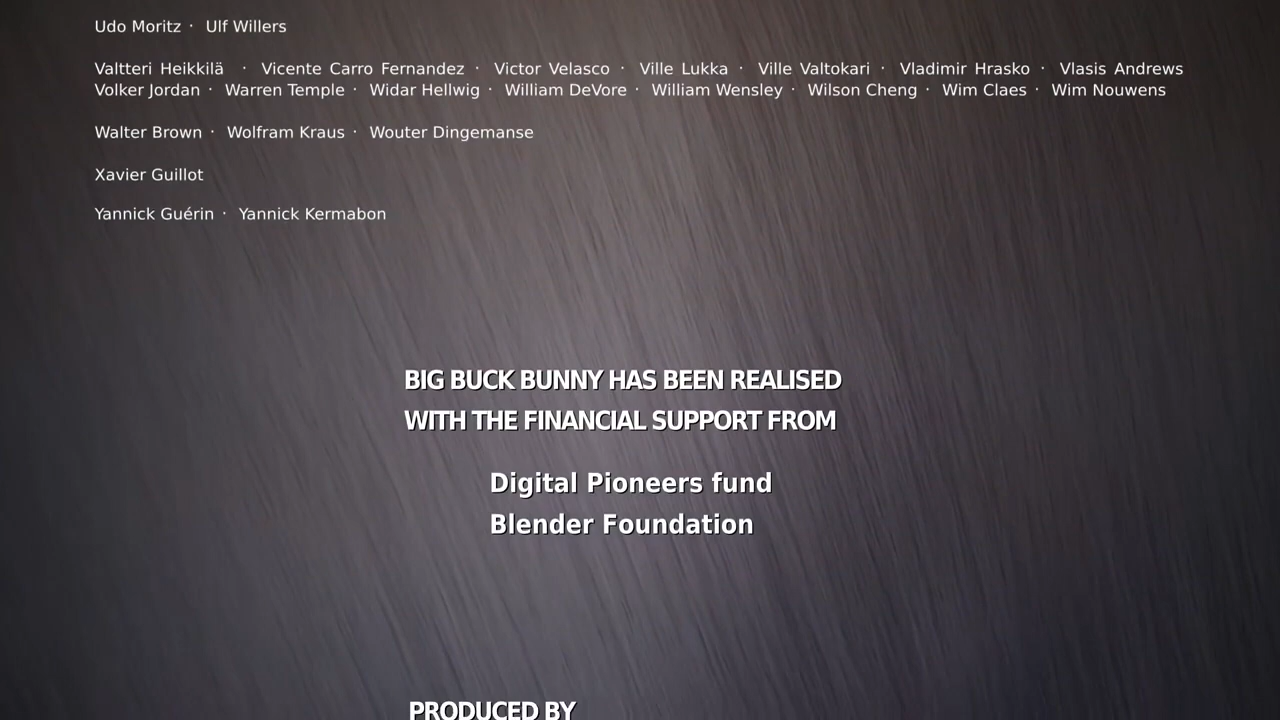 Udo Moritz · Ulf Willers
Valtteri Heikkilä · Vicente Carro Fernandez · Victor Velasco · Ville Lukka · Ville Valtokari · Vladimir Hrasko · Vlasis Andrews
Volker Jordan · Warren Temple · Widar Hellwig · William DeVore · William Wensley · Wilson Cheng · Wim Claes · Wim Nouwens
Walter Brown · Wolfram Kraus · Wouter Dingemanse
Xavier Guillot
Yannick Guérin · Yannick Kermabon
BIG BUCK BUNNY HAS BEEN REALISED
WITH THE FINANCIAL SUPPORT FROM
Digital Pioneers fund
Blender Foundation
PRODUCED BY